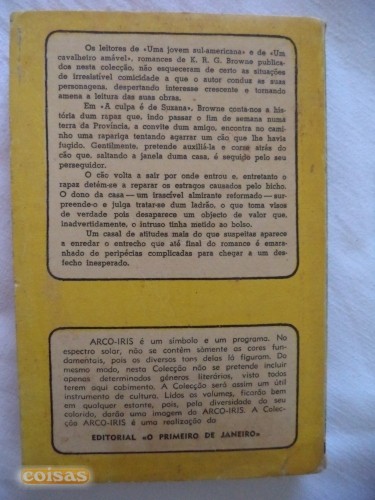 Os leitores de «Uma jovem sul-americana» e de «Um
cavalheiro amável», romances de K. R. G. Browne publica-
dos nesta colecção, não esqueceram de certo as situações
de irresistível comicidade a que o autor conduz as suas
personagens, despertando interesse crescente e tornando
amena a leitura das suas obras.
Em «A culpa é de Suzana», Browne conta-nos a his-
tória dum rapaz que, indo passar o fim de semana numa
terra da Província, a convite dum amigo, encontra no cami-
nho uma rapariga tentando agarrar um cão que lhe havia
fugido. Gentilmente, pretende auxiliá-la e corre atrás do
cão que, saltando a janela duma casa, é seguido pelo seu
perseguidor.
O cão volta a sair por onde entrou e, entretanto o
rapaz detém-se a reparar os estragos causados pelo bicho.
O dono da casa — um irascível almirante reformado — sur-
preende-o e julga tratar-se dum ladrão, o que toma visos
de verdade pois desaparece um objecto de valor que,
inadvertidamente, o intruso tinha metido ao bolso.
Um casal de atitudes mais do que suspeitas aparece
a enredar o entrecho que até final do romance é emara-
nhado de peripécias complicadas para chegar a um des-
fecho inesperado.
ARCO-IRIS é um símbolo e um programa. No
espectro solar, não se contêm sòmente as cores fun-
damentais, pois os diversos tons delas lá figuram. Do
mesmo modo, nesta Colecção não se pretende incluir
apenas determinados géneros literários, visto todos
terem aqui cabimento. A Colecção será assim um útil
instrumento de cultura. Lidos os volumes, ficarão bem
em qualquer estante, pois, pela diversidade do seu
colorido, darão uma imagem do ARCO-IRIS. A Colec-
ção ARCO-IRIS é uma realização da
EDITORIAL «O PRIMEIRO DE JANEIRO»
coisas